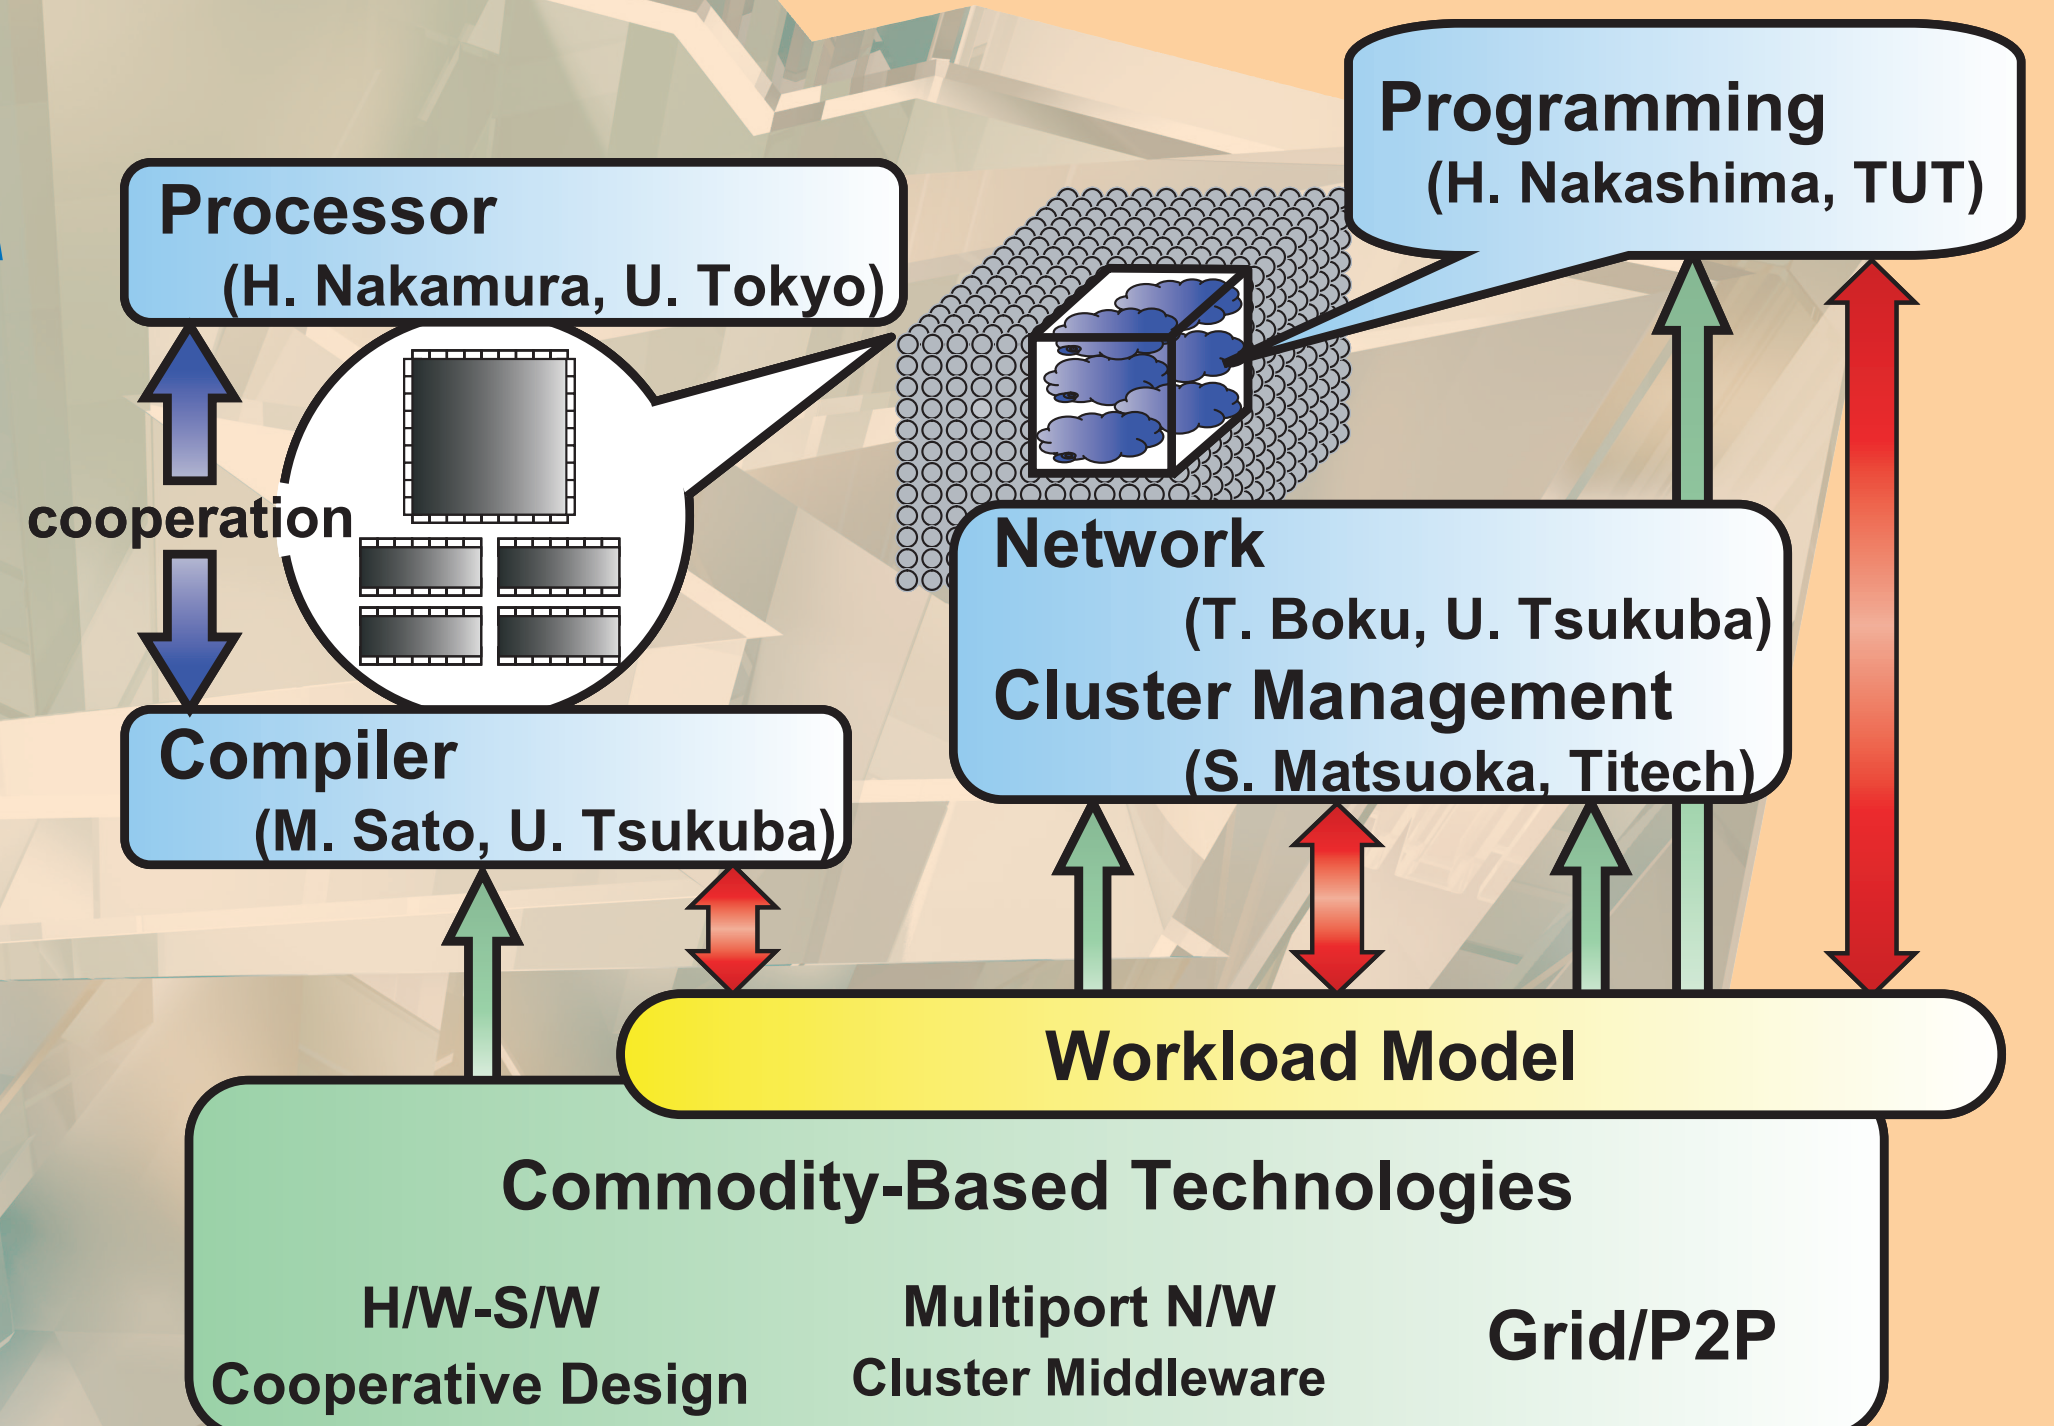 Programming
(H. Nakashima, TUT)
Processor
(H. Nakamura, U. Tokyo)
cooperation
Network
(T. Boku, U. Tsukuba)
Cluster Management
(S. Matsuoka, Titech)
Compiler
(M. Sato, U. Tsukuba)
Workload Model
Commodity-Based Technologies
H/W-S/W
Cooperative Design
Multiport N/W
Cluster Middleware
Grid/P2P